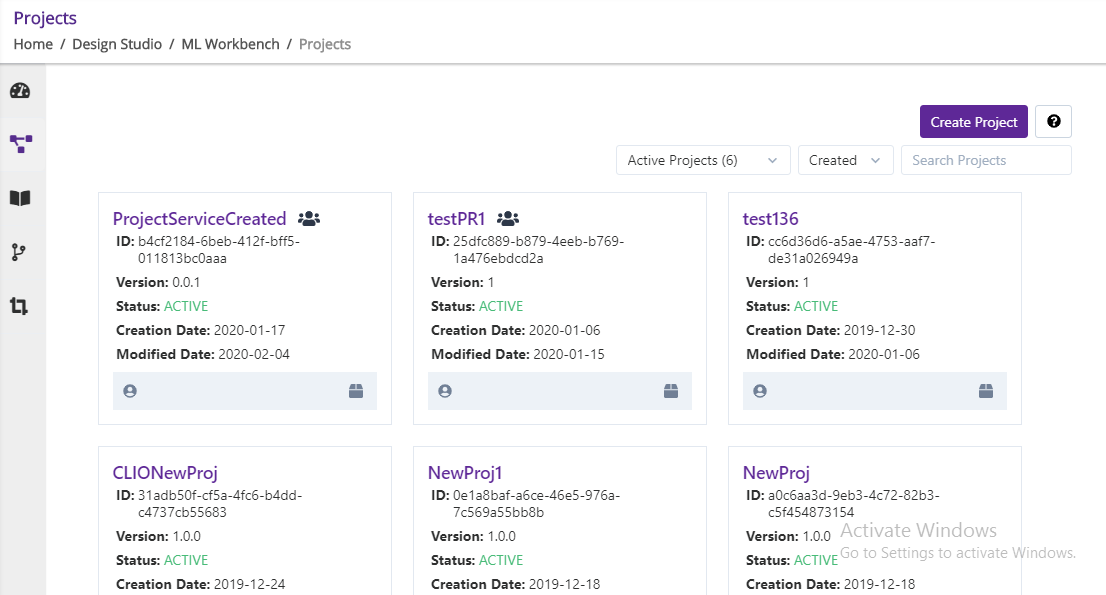 Projects
Home / Design Studio / ML Workbench / Projects
Create Project
Active Projects (6) Created Search Projects
ProjectServiceCreated
ID: b4cf2184-6beb-412f-bff5-
011813bc0aaa
Version: 0.0.1
Status: ACTIVE
Creation Date: 2020-01-17
Modified Date: 2020-02-04
testPR1
ID: 25dfc889-b879-4eeb-b769-
1a476ebdcd2a
Version: 1
Status: ACTIVE
Creation Date: 2020-01-06
Modified Date: 2020-01-15
test136
ID: cc6d36d6-a5ae-4753-aaf7-
de31a026949a
Version: 1
Status: ACTIVE
Creation Date: 2019-12-30
Modified Date: 2020-01-06
CLIONewProj
ID: 31adb50f-cf5a-4fc6-b4dd-
c4737cb55683
Version: 1.0.0
Status: ACTIVE
Creation Date: 2019-12-24
NewProj1
ID: 0e1a8baf-a6ce-46e5-976a-
7c569a55bb8b
Version: 1.0.0
Status: ACTIVE
Creation Date: 2019-12-18
NewProj
ID: a0c6aa3d-9eb3-4c72-82b3-
c5f454873154
Version: 1.0.0
Status: ACTIVE
Creation Date: 2019-12-18
Activate Windows
Go to Settings to activate Windows.